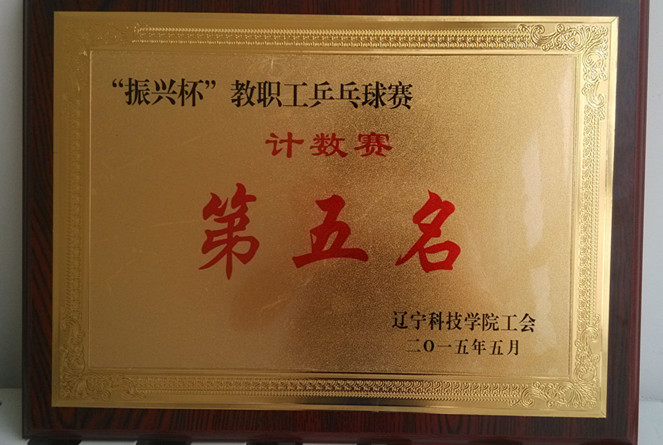 “振兴杯”教职工乒乓球赛
计数赛
第五名
辽宁科技学院工会
二〇一五年五月